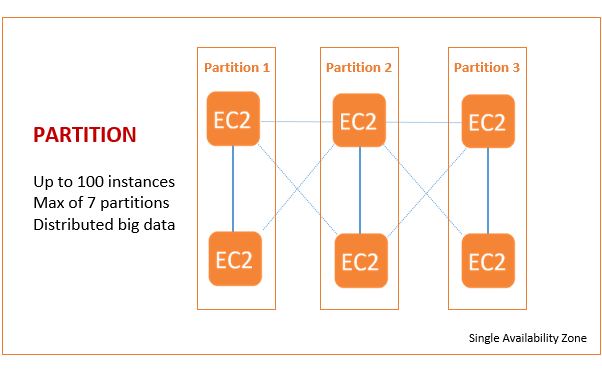 Partition 1
Partition 2
Partition 3
EC2
EC2
EC2
PARTITION
Up to 100 instances
Max of 7 partitions
Distributed big data
EC2
EC2
EC2
Single Availability Zone